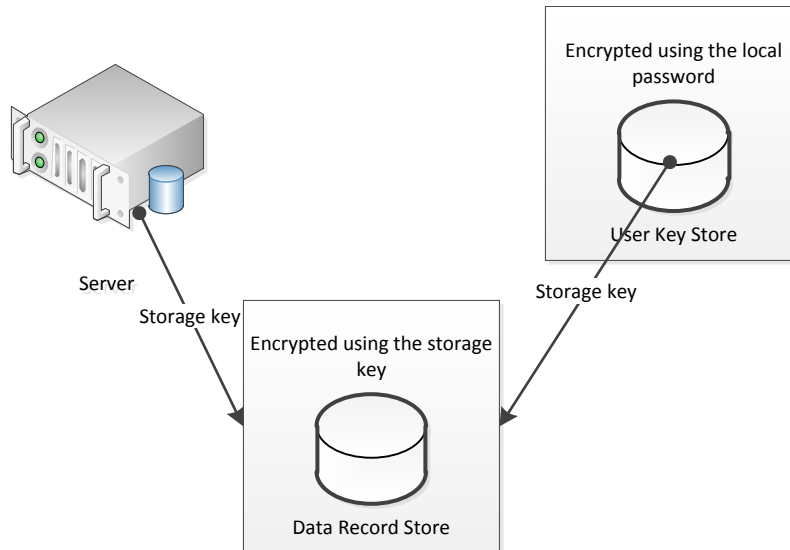 Encrypted using the local
password
User Key Store
Server
Storage key
Storage key
Encrypted using the storage
key
Data Record Store